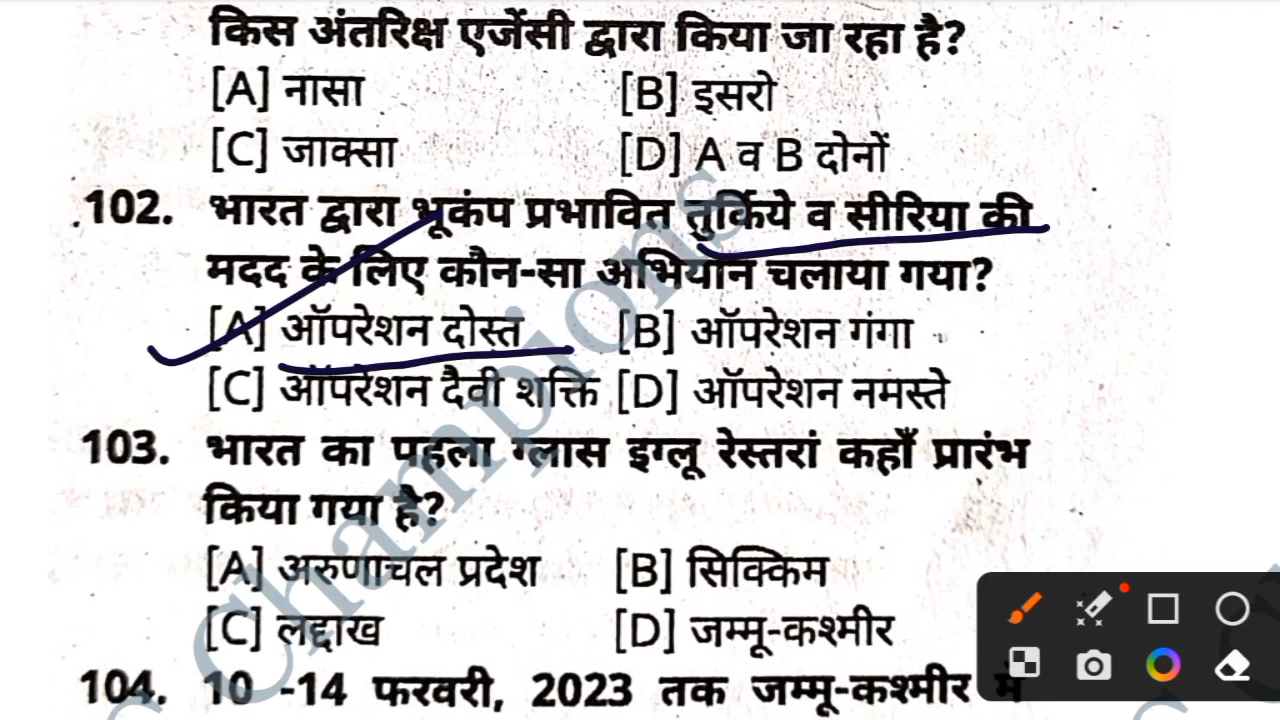 किस अंतरिक्ष एजेंसी द्वारा किया जा रहा है?
[A] नासा [B] इसरो
[C] जाक्सा [D] A व B दोनों
102. भारत द्वारा भूकंप प्रभावित तुर्किये व सीरिया की
मदद के लिए कौन-सा अभियान चलाया गया?
[A] ऑपरेशन दोस्त [B] ऑपरेशन गंगा
[C] ऑपरेशन दैवी शक्ति [D] ऑपरेशन नमस्ते
103. भारत का पहला ग्लास इग्लू रेस्तरां कहाँ प्रारंभ
किया गया है?
[A] अरुणाचल प्रदेश [B] सिक्किम
[C] लद्दाख [D] जम्मू-कश्मीर
104. 10 -14 फरवरी, 2023 तक जम्मू-कश्मीर में
Champions